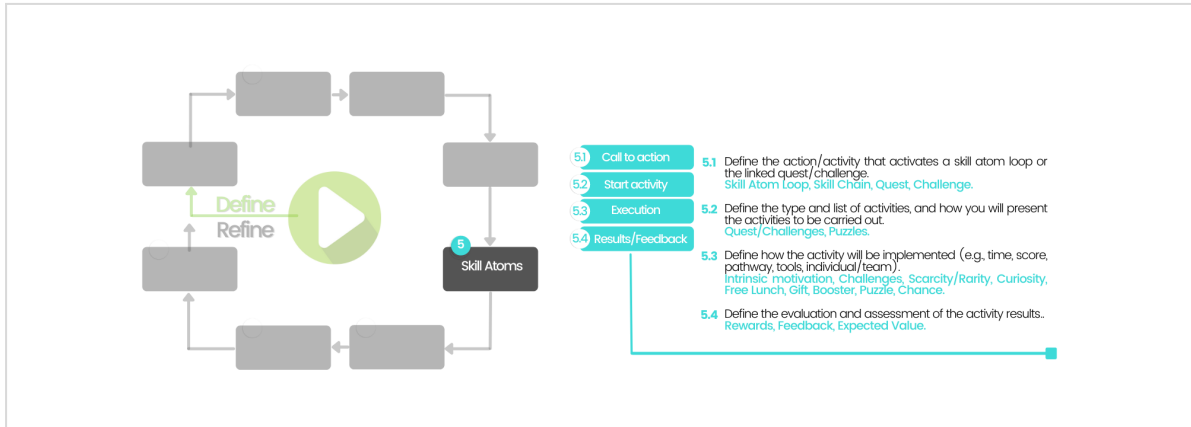 Define
Refine
5
Skill Atoms
5.1 Call to action
5.2 Start activity
5.3 Execution
5.4 Results/Feedback
5.1 Define the action/activity that activates a skill atom loop or
the linked quest/challenge.
Skill Atom Loop, Skill Chain, Quest, Challenge.
5.2 Define the type and list of activities, and how you will present
the activities to be carried out.
Quest/Challenges, Puzzles.
5.3 Define how the activity will be implemented (e.g., time, score,
pathway, tools, individual/team).
Intrinsic motivation, Challenges, Scarcity/Rarity, Curiosity,
Free Lunch, Gift, Booster, Puzzle, Chance.
5.4 Define the evaluation and assessment of the activity results..
Rewards, Feedback, Expected Value.